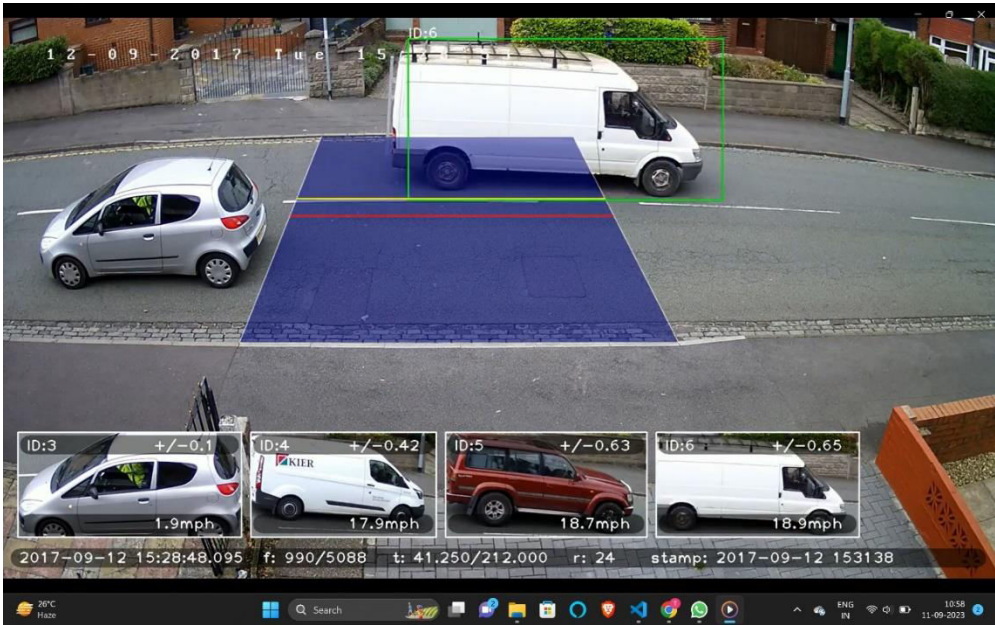 ID:6
12-09-2017 Tue 15
ID:3 +/-0.1
1.9mph
ID:4 +/-0.42
KIER
17.9mph
ID:5 +/-0.63
18.7mph
ID:6 +/-0.65
18.9mph
2017-09-12 15:28:48.095 f: 990/5088 t: 41.250/212.000 r: 24 stamp: 2017-09-12 153138
26°C
Haze
Search
2
ENG
IN
10:58
11-09-2023
2